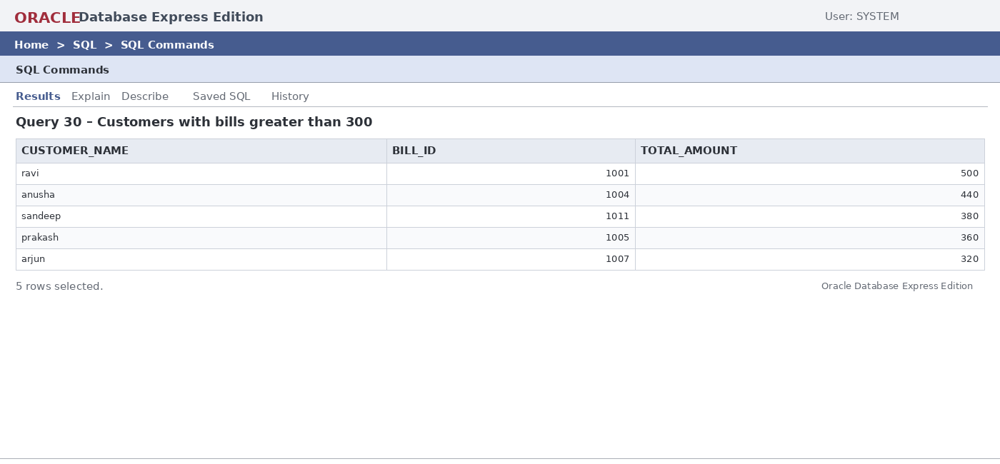 ORACLE Database Express Edition User: SYSTEM
Home > SQL > SQL Commands
SQL Commands
Results Explain Describe Saved SQL History
Query 30 – Customers with bills greater than 300
CUSTOMER_NAME BILL_ID TOTAL_AMOUNT
ravi 1001 500
anusha 1004 440
sandeep 1011 380
prakash 1005 360
arjun 1007 320
5 rows selected. Oracle Database Express Edition